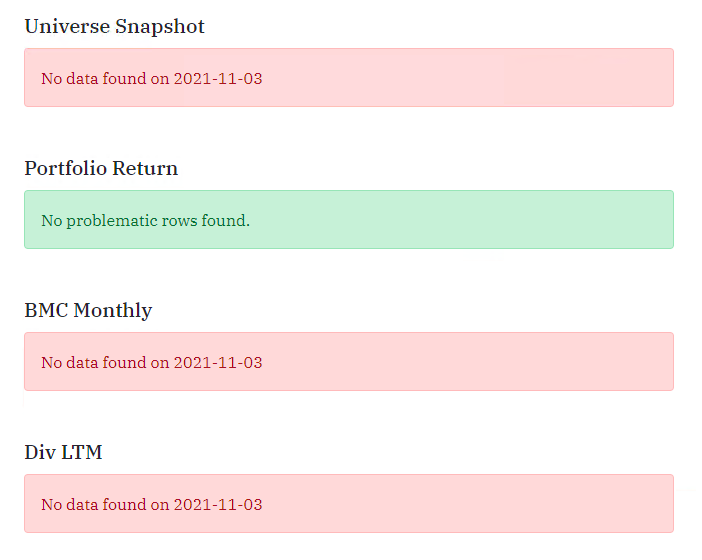 Universe Snapshot
No data found on 2021-11-03
Portfolio Return
No problematic rows found.
BMC Monthly
No data found on 2021-11-03
Div LTM
No data found on 2021-11-03